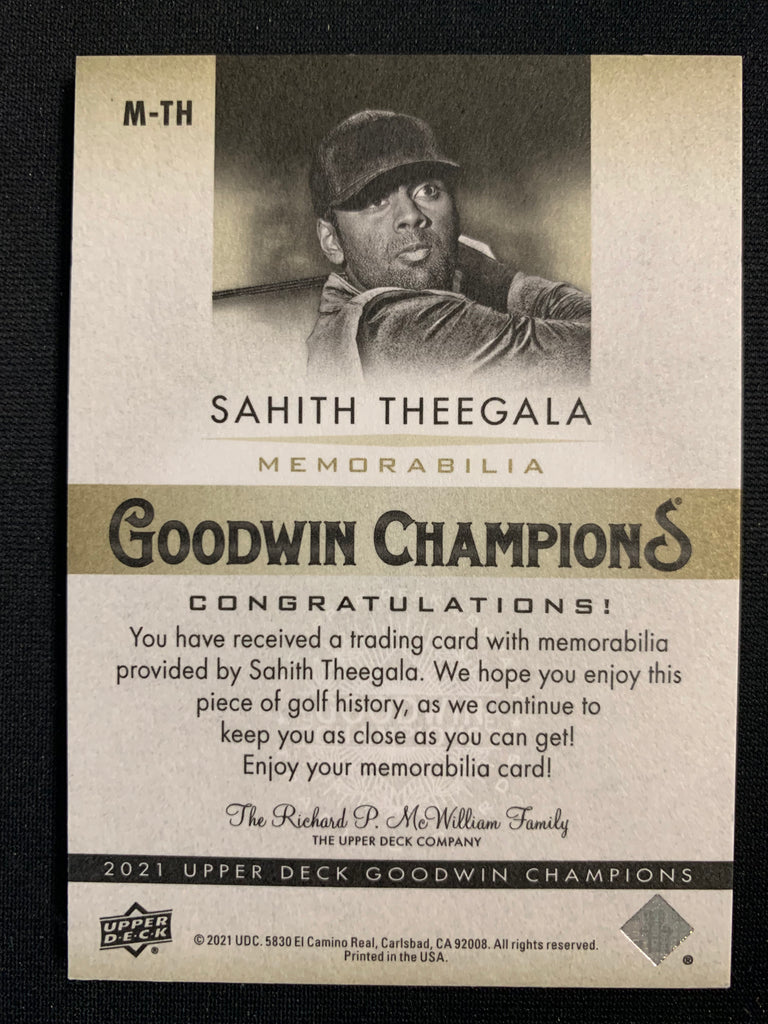 M-TH
SAHITH THEEGALA
MEMORABILIA
GOODWIN CHAMPIONS®
CONGRATULATIONS!
You have received a trading card with memorabilia
provided by Sahith Theegala. We hope you enjoy this
piece of golf history, as we continue to
keep you as close as you can get!
Enjoy your memorabilia card!
The Richard P. McWilliam Family
THE UPPER DECK COMPANY
2021 UPPER DECK GOODWIN CHAMPIONS
UPPER
D·E·C·K
®
© 2021 UDC. 5830 El Camino Real, Carlsbad, CA 92008. All rights reserved.
Printed in the USA.
®